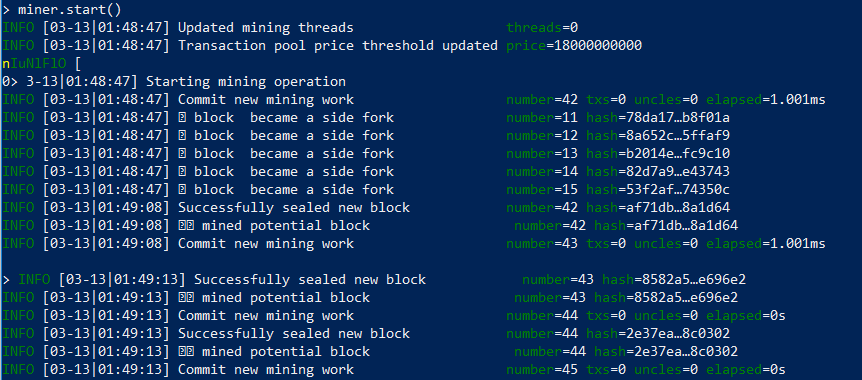 > miner.start()
INFO [03-13|01:48:47] Updated mining threads threads=0
INFO [03-13|01:48:47] Transaction pool price threshold updated price=18000000000
nIuNlFlO [
0> 3-13|01:48:47] Starting mining operation
INFO [03-13|01:48:47] Commit new mining work number=42 txs=0 uncles=0 elapsed=1.001ms
INFO [03-13|01:48:47] block became a side fork number=11 hash=78da17…b8f01a
INFO [03-13|01:48:47] block became a side fork number=12 hash=8a652c…5ffaf9
INFO [03-13|01:48:47] block became a side fork number=13 hash=b2014e…fc9c10
INFO [03-13|01:48:47] block became a side fork number=14 hash=82d7a9…e43743
INFO [03-13|01:48:47] block became a side fork number=15 hash=53f2af…74350c
INFO [03-13|01:49:08] Successfully sealed new block number=42 hash=af71db…8a1d64
INFO [03-13|01:49:08] mined potential block number=42 hash=af71db…8a1d64
INFO [03-13|01:49:08] Commit new mining work number=43 txs=0 uncles=0 elapsed=1.001ms
> INFO [03-13|01:49:13] Successfully sealed new block number=43 hash=8582a5…e696e2
INFO [03-13|01:49:13] mined potential block number=43 hash=8582a5…e696e2
INFO [03-13|01:49:13] Commit new mining work number=44 txs=0 uncles=0 elapsed=0s
INFO [03-13|01:49:13] Successfully sealed new block number=44 hash=2e37ea…8c0302
INFO [03-13|01:49:13] mined potential block number=44 hash=2e37ea…8c0302
INFO [03-13|01:49:13] Commit new mining work number=45 txs=0 uncles=0 elapsed=0s